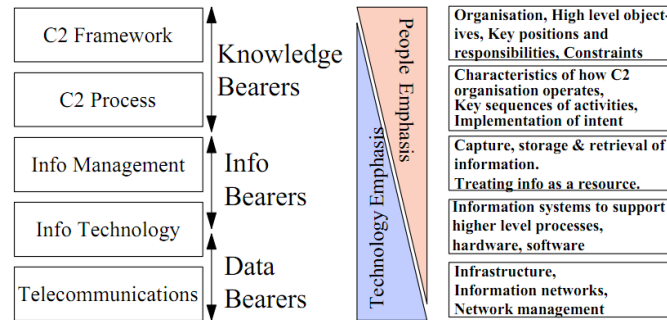 C2 Framework
C2 Process
Info Management
Info Technology
Telecommunications
Knowledge
Bearers
Info
Bearers
Data
Bearers
People Emphasis
Technology Emphasis
Organisation, High level object-
ives, Key positions and
responsibilities, Constraints
Characteristics of how C2
organisation operates,
Key sequences of activities,
Implementation of intent
Capture, storage & retrieval of
information.
Treating info as a resource.
Information systems to support
higher level processes,
hardware, software
Infrastructure,
Information networks,
Network management